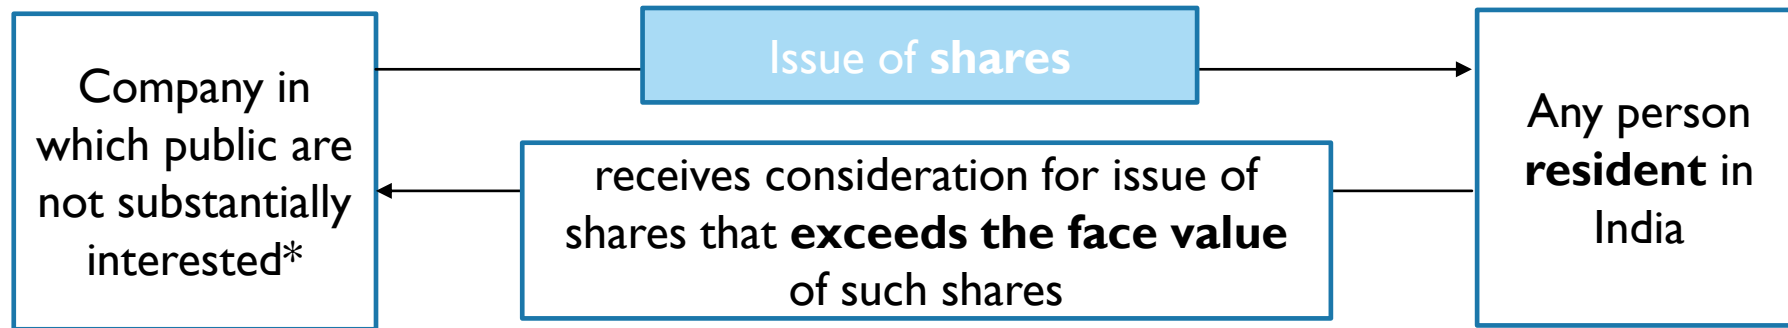 Company in
which public are
not substantially
interested*
Issue of shares
receives consideration for issue of
shares that exceeds the face value
of such shares
Any person
resident in
India